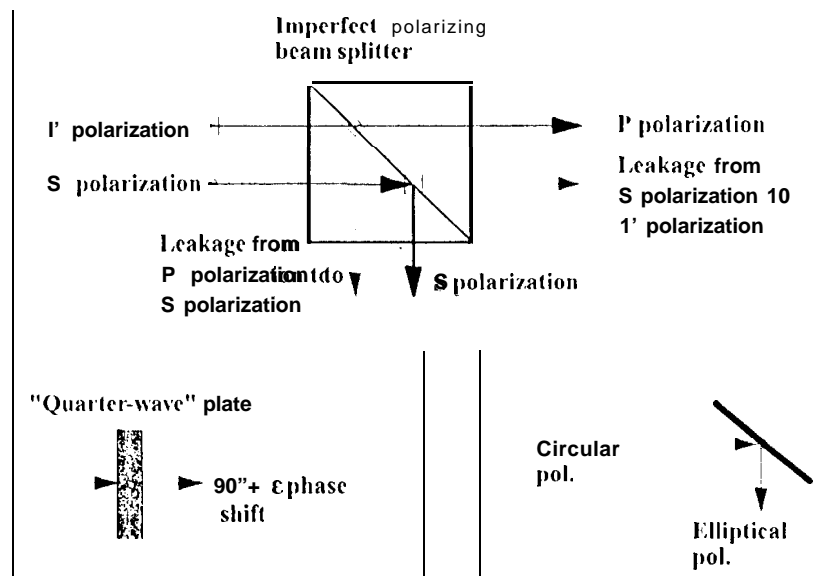 Imperfect polarizing
beam splitter
I' polarization
P polarization
S polarization
Leakage from
S polarization 10
1' polarization
Leakage from
P polarization to
S polarization
S polarization
"Quarter-wave" plate
90”+ ε phase
shift
Circular
pol.
Elliptical
pol.